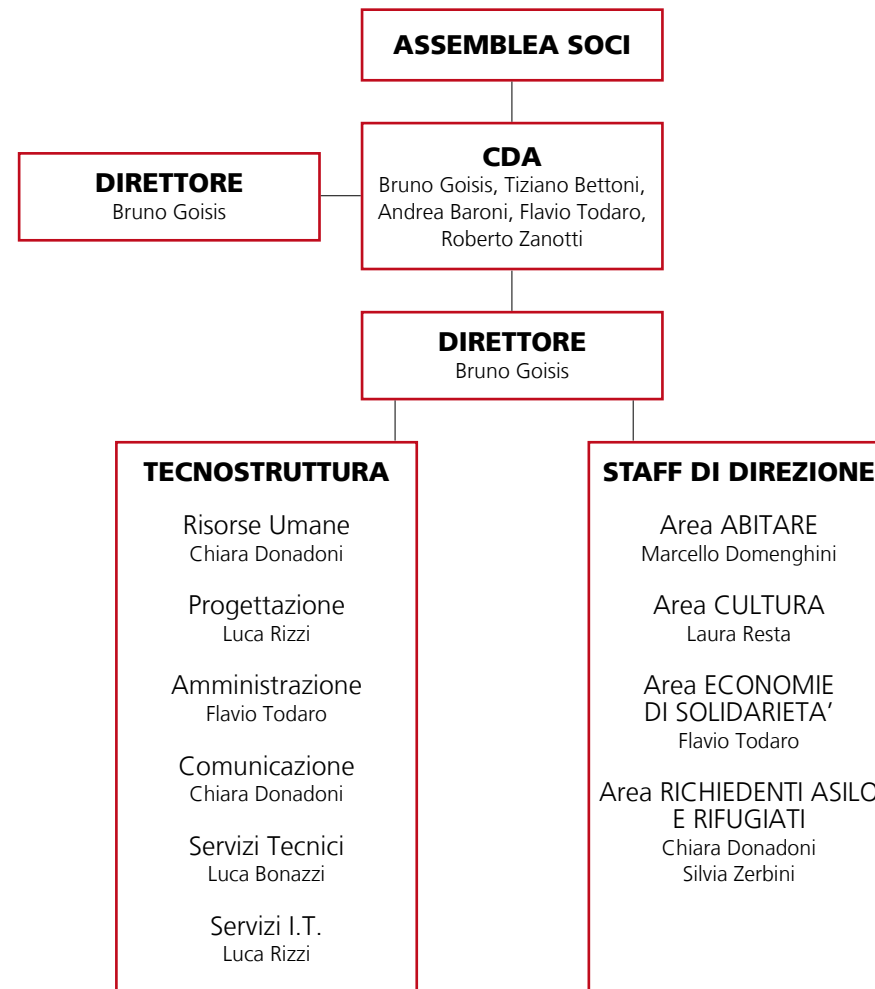 ASSEMBLEA SOCI
DIRETTORE
Bruno Goisis
CDA
Bruno Goisis, Tiziano Bettoni,
Andrea Baroni, Flavio Todaro,
Roberto Zanotti
DIRETTORE
Bruno Goisis
TECNOSTRUTTURA
Risorse Umane
Chiara Donadoni
Progettazione
Luca Rizzi
Amministrazione
Flavio Todaro
Comunicazione
Chiara Donadoni
Servizi Tecnici
Luca Bonazzi
Servizi I.T.
Luca Rizzi
STAFF DI DIREZIONE
Area ABITARE
Marcello Domenghini
Area CULTURA
Laura Resta
Area ECONOMIE
DI SOLIDARIETA’
Flavio Todaro
Area RICHIEDENTI ASILO
E RIFUGIATI
Chiara Donadoni
Silvia Zerbini